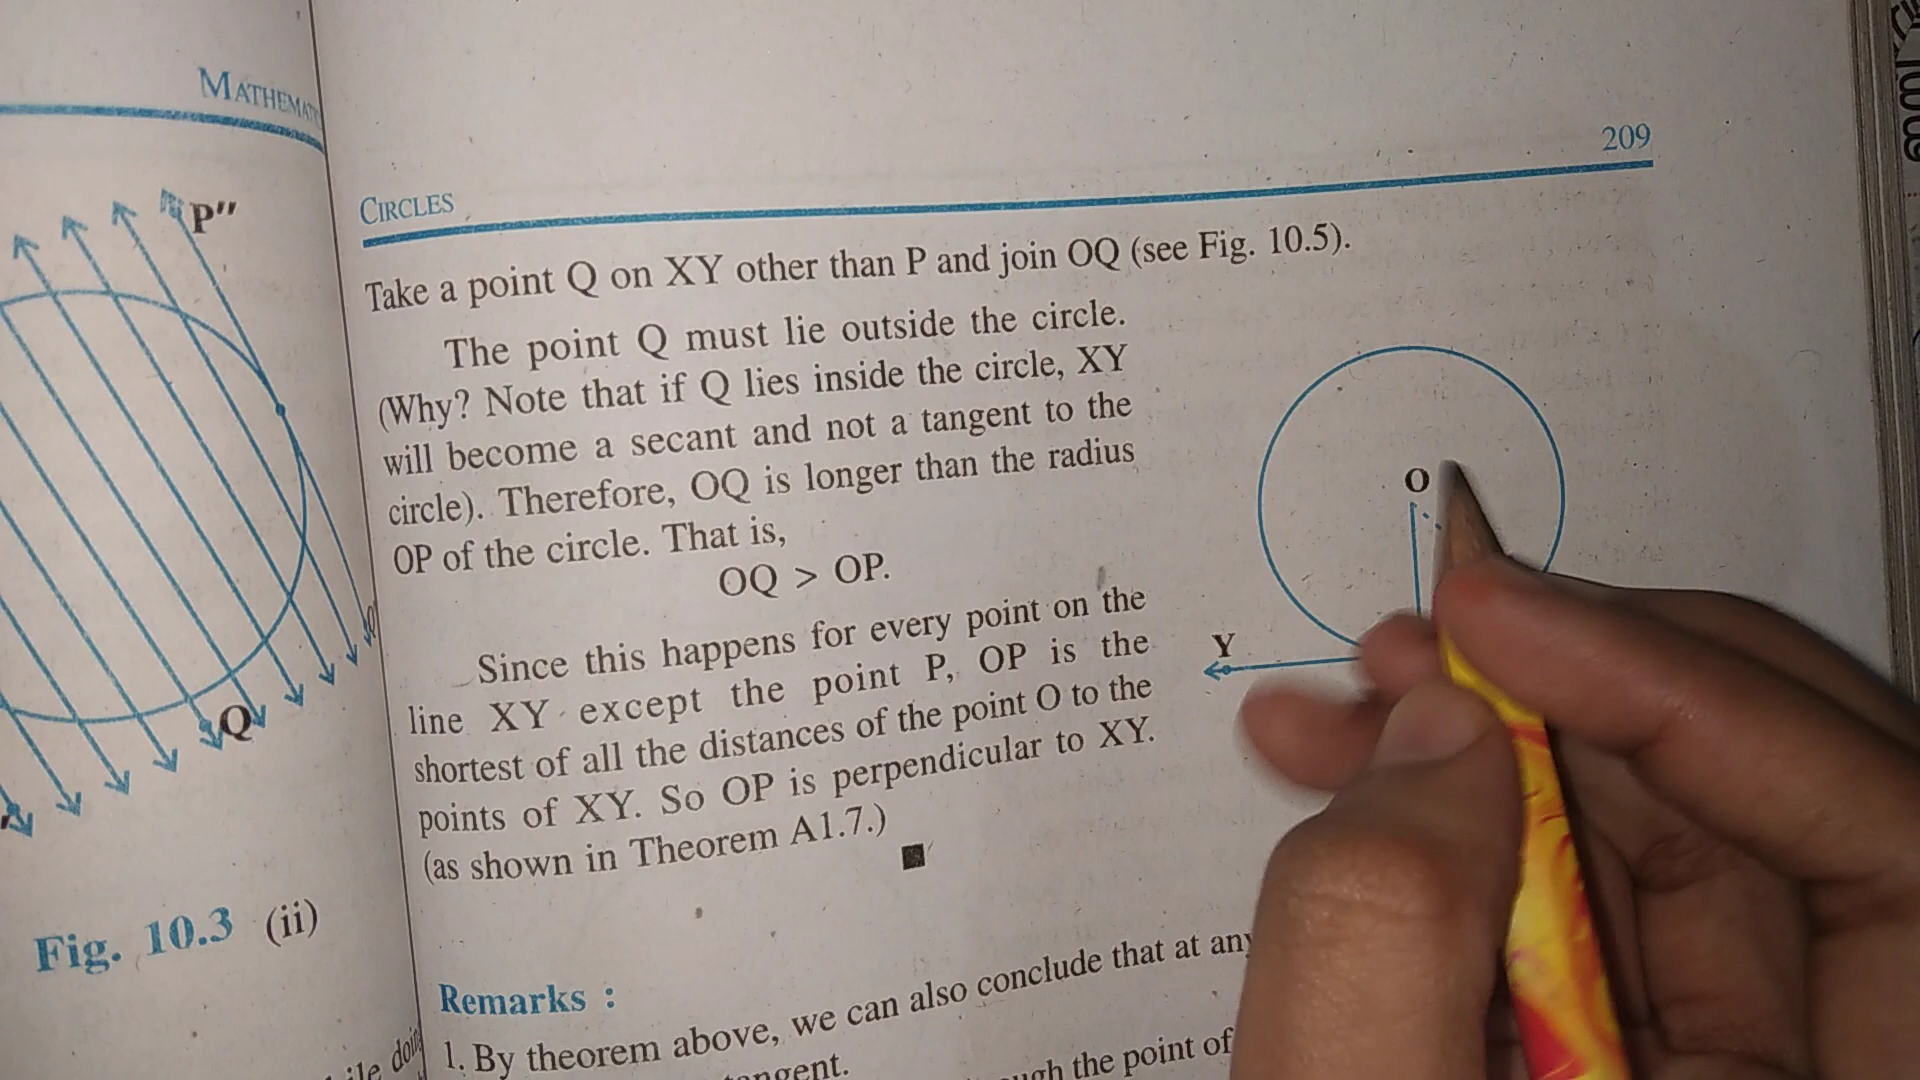 P"
Q
Fig. 10.3 (ii)
CIRCLES
209
Take a point Q on XY other than P and join OQ (see Fig. 10.5).
The point Q must lie outside the circle.
(Why? Note that if Q lies inside the circle, XY
will become a secant and not a tangent to the
circle). Therefore, OQ is longer than the radius
OP of the circle. That is,
OQ > OP.
Since this happens for every point on the
line XY except the point P, OP is the
shortest of all the distances of the point O to the
points of XY. So OP is perpendicular to XY.
(as shown in Theorem A1.7.)
O
Y
Remarks :
1. By theorem above, we can also conclude that at any
the point of